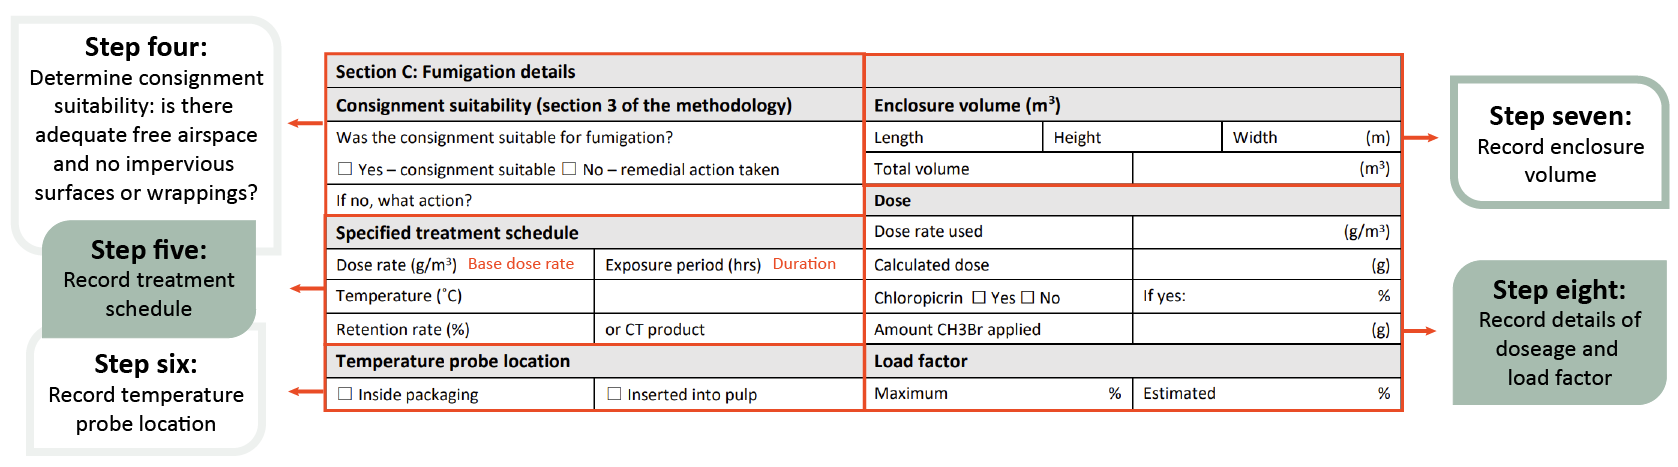 Step four:
Determine consignment
suitability: is there
adequate free airspace
and no impervious
surfaces or wrappings?
Step five:
Record treatment
schedule
Step six:
Record temperature
probe location
Section C: Fumigation details
Consignment suitability (section 3 of the methodology)
Was the consignment suitable for fumigation?
☐ Yes – consignment suitable ☐ No – remedial action taken
If no, what action?
Specified treatment schedule
Dose rate (g/m³) Base dose rate Exposure period (hrs) Duration
Temperature (˚C)
Retention rate (%) or CT product
Temperature probe location
☐ Inside packaging ☐ Inserted into pulp
Enclosure volume (m³)
Length Height Width (m)
Total volume (m³)
Dose
Dose rate used (g/m³)
Calculated dose (g)
Chloropicrin ☐ Yes ☐ No If yes: %
Amount CH3Br applied (g)
Load factor
Maximum % Estimated %
Step seven:
Record enclosure
volume
Step eight:
Record details of
doseage and
load factor